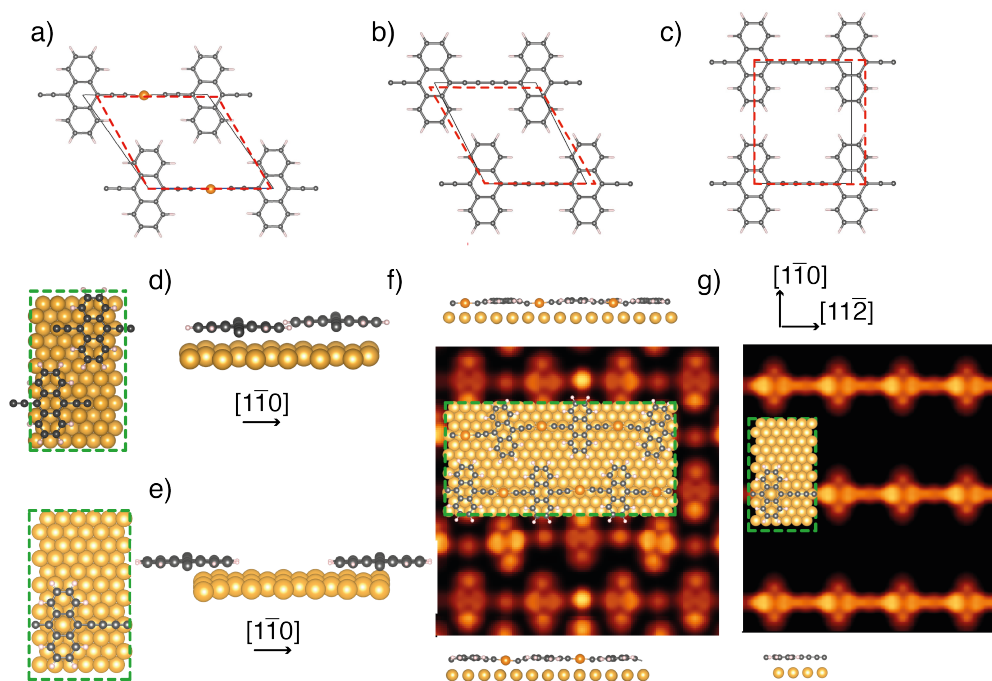 a)
b)
c)
d)
e)
f)
g)
[11̄0]
[112̄]
[11̄0]
[11̄0]